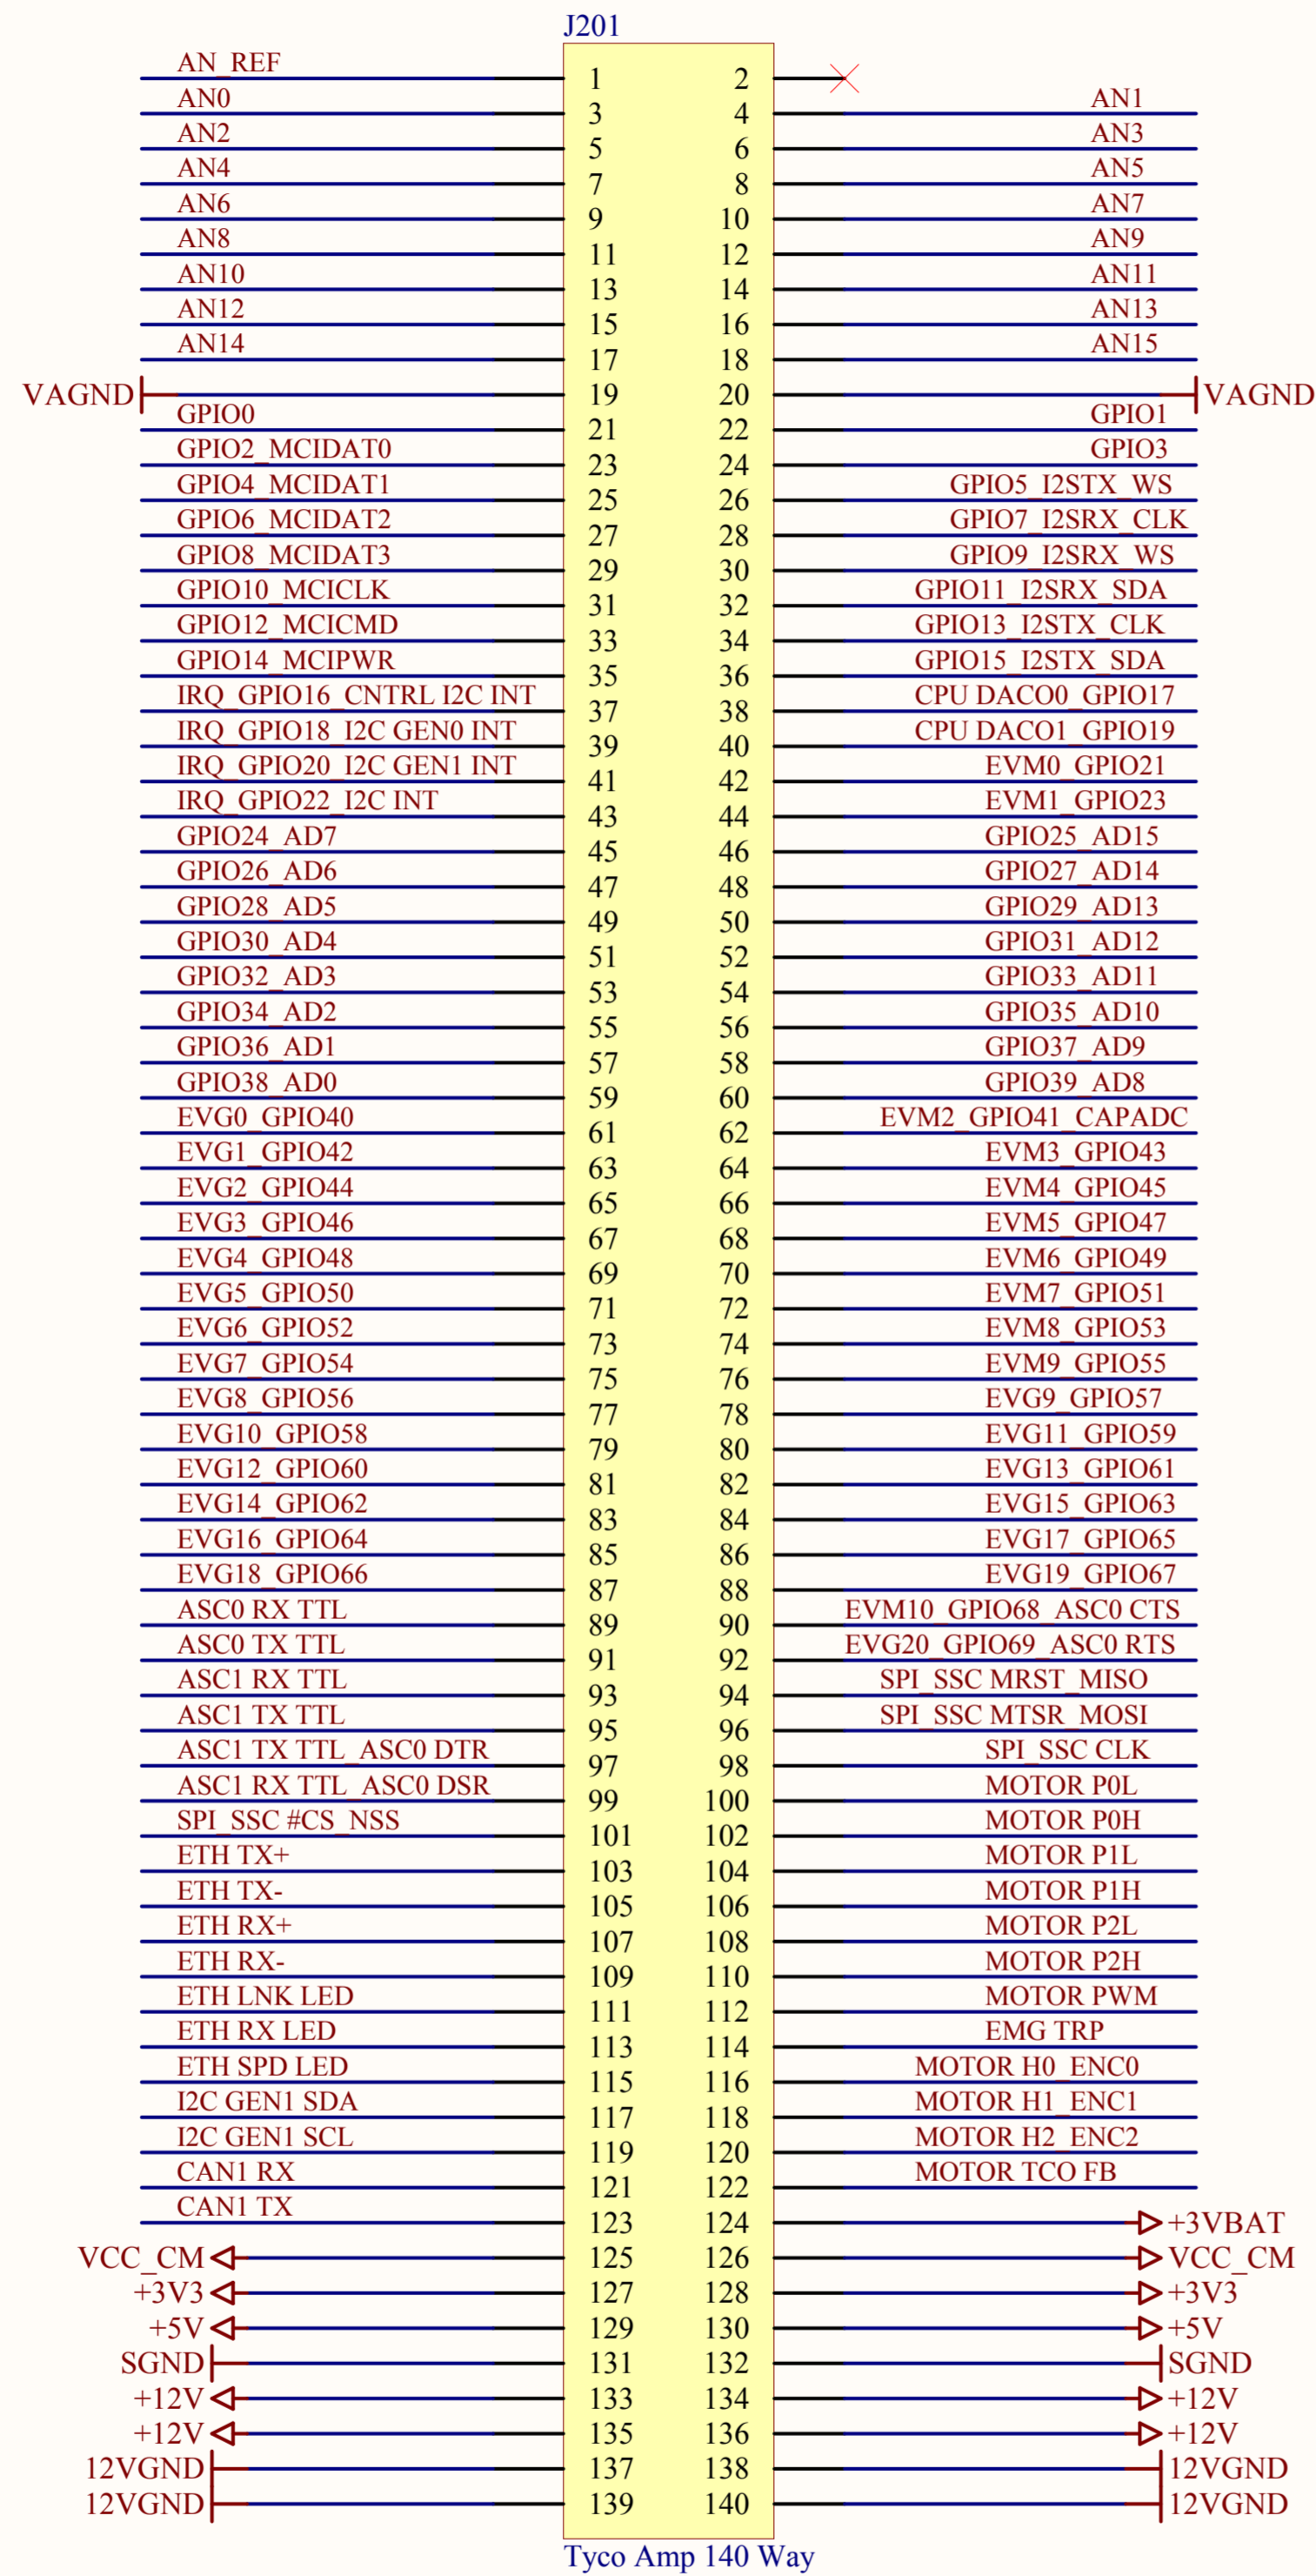 J201
AN_REF 1 2
AN0 3 4 AN1
AN2 5 6 AN3
AN4 7 8 AN5
AN6 9 10 AN7
AN8 11 12 AN9
AN10 13 14 AN11
AN12 15 16 AN13
AN14 17 18 AN15
VAGND 19 20 VAGND
GPIO0 21 22 GPIO1
GPIO2_MCIDAT0 23 24 GPIO3
GPIO4_MCIDAT1 25 26 GPIO5_I2STX_WS
GPIO6_MCIDAT2 27 28 GPIO7_I2SRX_CLK
GPIO8_MCIDAT3 29 30 GPIO9_I2SRX_WS
GPIO10_MCICLK 31 32 GPIO11_I2SRX_SDA
GPIO12_MCICMD 33 34 GPIO13_I2STX_CLK
GPIO14_MCIPWR 35 36 GPIO15_I2STX_SDA
IRQ_GPIO16_CNTRL I2C INT 37 38 CPU DACO0_GPIO17
IRQ_GPIO18_I2C GEN0 INT 39 40 CPU DACO1_GPIO19
IRQ_GPIO20_I2C GEN1 INT 41 42 EVM0_GPIO21
IRQ_GPIO22_I2C INT 43 44 EVM1_GPIO23
GPIO24_AD7 45 46 GPIO25_AD15
GPIO26_AD6 47 48 GPIO27_AD14
GPIO28_AD5 49 50 GPIO29_AD13
GPIO30_AD4 51 52 GPIO31_AD12
GPIO32_AD3 53 54 GPIO33_AD11
GPIO34_AD2 55 56 GPIO35_AD10
GPIO36_AD1 57 58 GPIO37_AD9
GPIO38_AD0 59 60 GPIO39_AD8
EVG0_GPIO40 61 62 EVM2_GPIO41_CAPADC
EVG1_GPIO42 63 64 EVM3_GPIO43
EVG2_GPIO44 65 66 EVM4_GPIO45
EVG3_GPIO46 67 68 EVM5_GPIO47
EVG4_GPIO48 69 70 EVM6_GPIO49
EVG5_GPIO50 71 72 EVM7_GPIO51
EVG6_GPIO52 73 74 EVM8_GPIO53
EVG7_GPIO54 75 76 EVM9_GPIO55
EVG8_GPIO56 77 78 EVG9_GPIO57
EVG10_GPIO58 79 80 EVG11_GPIO59
EVG12_GPIO60 81 82 EVG13_GPIO61
EVG14_GPIO62 83 84 EVG15_GPIO63
EVG16_GPIO64 85 86 EVG17_GPIO65
EVG18_GPIO66 87 88 EVG19_GPIO67
ASC0 RX TTL 89 90 EVM10_GPIO68_ASC0 CTS
ASC0 TX TTL 91 92 EVG20_GPIO69_ASC0 RTS
ASC1 RX TTL 93 94 SPI_SSC MRST_MISO
ASC1 TX TTL 95 96 SPI_SSC MTSR_MOSI
ASC1 TX TTL_ASC0 DTR 97 98 SPI_SSC CLK
ASC1 RX TTL_ASC0 DSR 99 100 MOTOR P0L
SPI_SSC #CS_NSS 101 102 MOTOR P0H
ETH TX+ 103 104 MOTOR P1L
ETH TX- 105 106 MOTOR P1H
ETH RX+ 107 108 MOTOR P2L
ETH RX- 109 110 MOTOR P2H
ETH LNK LED 111 112 MOTOR PWM
ETH RX LED 113 114 EMG TRP
ETH SPD LED 115 116 MOTOR H0_ENC0
I2C GEN1 SDA 117 118 MOTOR H1_ENC1
I2C GEN1 SCL 119 120 MOTOR H2_ENC2
CAN1 RX 121 122 MOTOR TCO FB
CAN1 TX 123 124 +3VBAT
VCC_CM 125 126 VCC_CM
+3V3 127 128 +3V3
+5V 129 130 +5V
SGND 131 132 SGND
+12V 133 134 +12V
+12V 135 136 +12V
12VGND 137 138 12VGND
12VGND 139 140 12VGND
Tyco Amp 140 Way